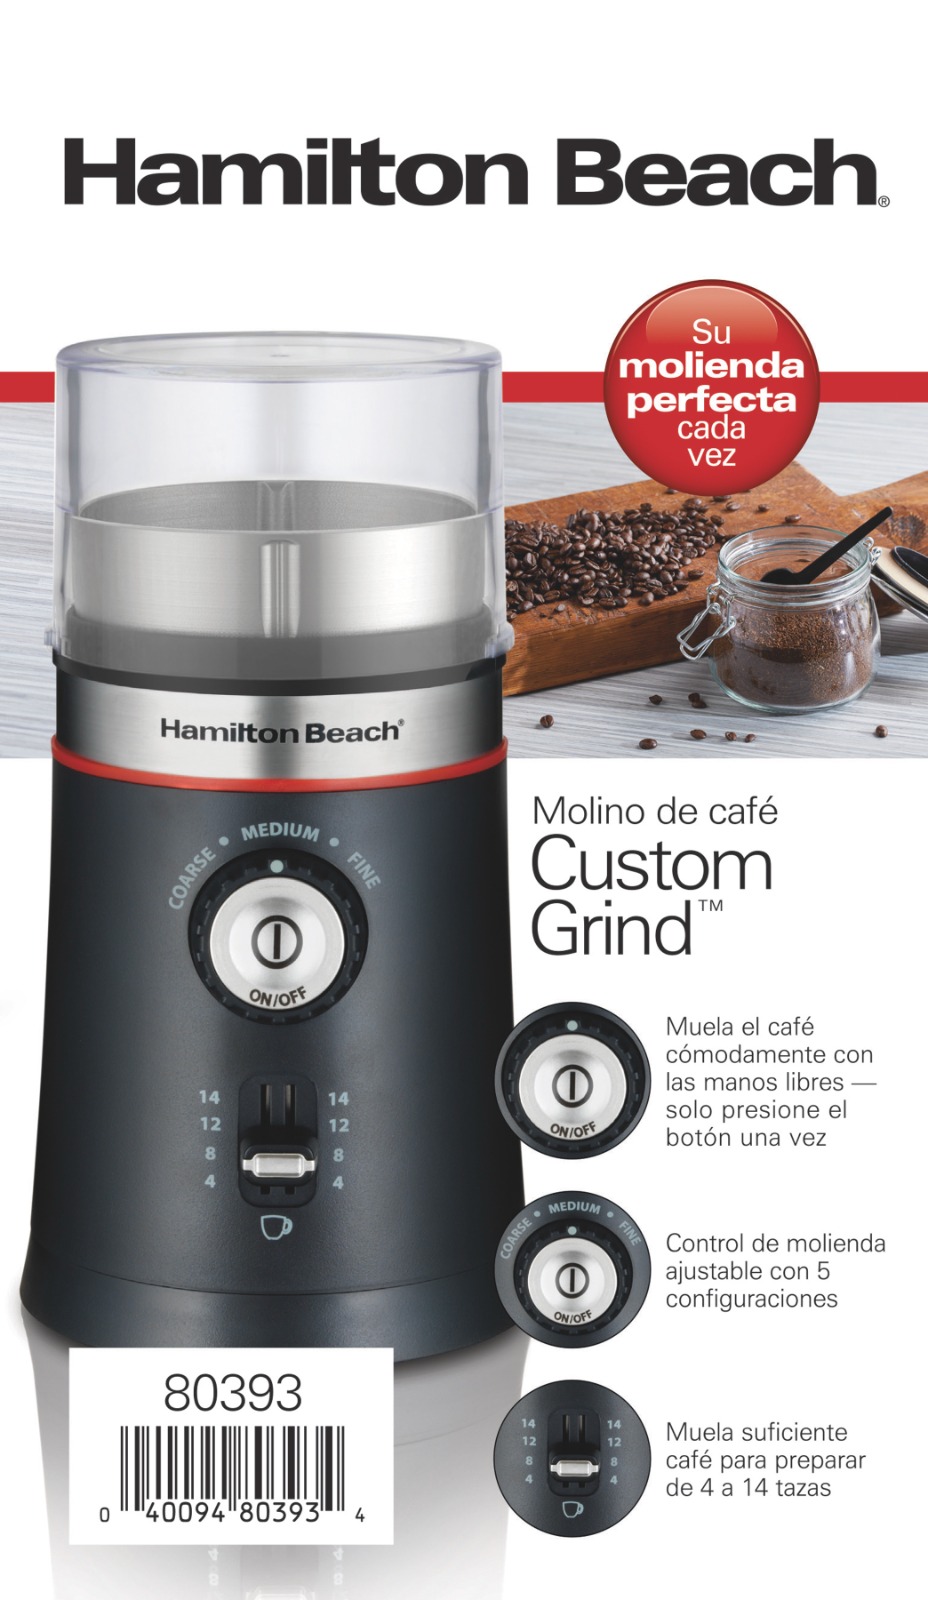 Hamilton Beach®
Su
molienda
perfecta
cada
vez
Hamilton Beach®
COARSE • MEDIUM • FINE
ON/OFF
14 14
12 12
8 8
4 4
Molino de café
Custom
Grind™
ON/OFF
Muela el café
cómodamente con
las manos libres —
solo presione el
botón una vez
COARSE • MEDIUM • FINE
ON/OFF
Control de molienda
ajustable con 5
configuraciones
14 14
12 12
8 8
4 4
Muela suficiente
café para preparar
de 4 a 14 tazas
80393
0 40094 80393 4